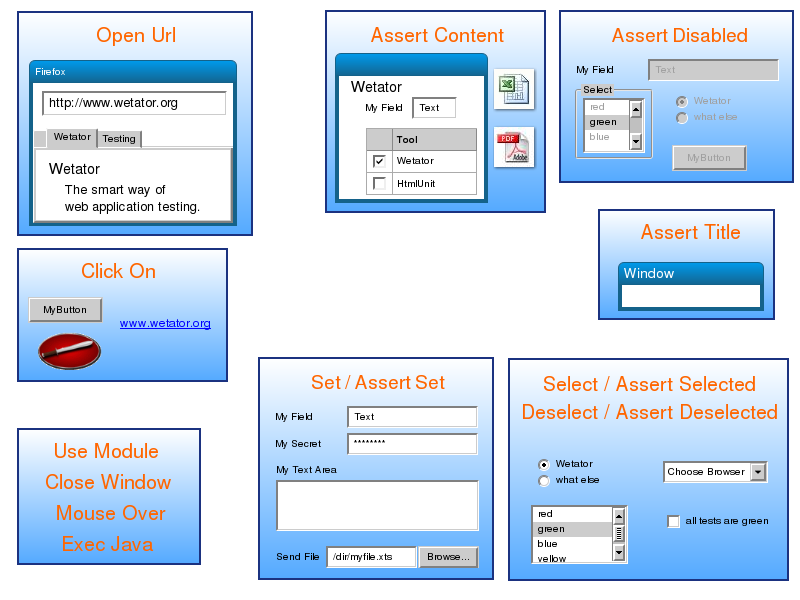 Open Url
Firefox
http://www.wetator.org
Wetator
Testing
Wetator
The smart way of
web application testing.
Assert Content
Wetator
My Field
Text
Tool
Wetator
HtmlUnit
PDF
Adobe
Assert Disabled
My Field
Text
Select
red
green
blue
Wetator
what else
MyButton
Assert Title
Window
Click On
MyButton
www.wetator.org
Set / Assert Set
My Field
Text
My Secret
********
My Text Area
Send File
/dir/myfile.xts
Browse...
Select / Assert Selected
Deselect / Assert Deselected
Wetator
what else
Choose Browser
red
green
blue
yellow
all tests are green
Use Module
Close Window
Mouse Over
Exec Java